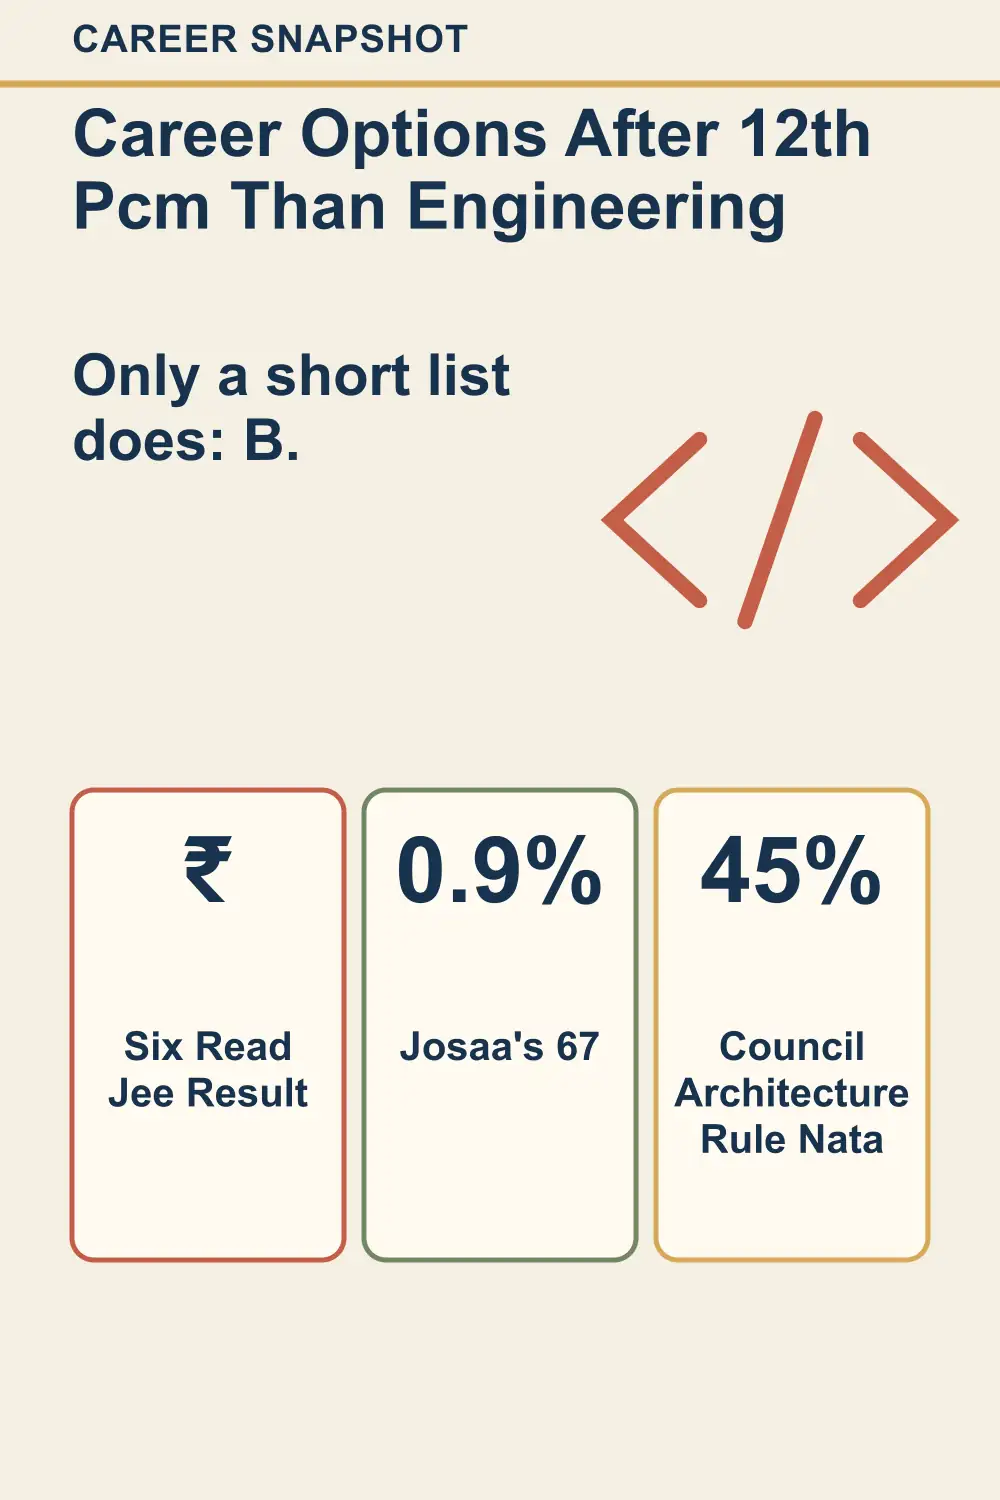 CAREER SNAPSHOT
Career Options After 12th
Pcm Than Engineering
Only a short list
does: B.
</>
₹
Six Read
Jee Result
0.9%
Josaa's 67
45%
Council
Architecture
Rule Nata